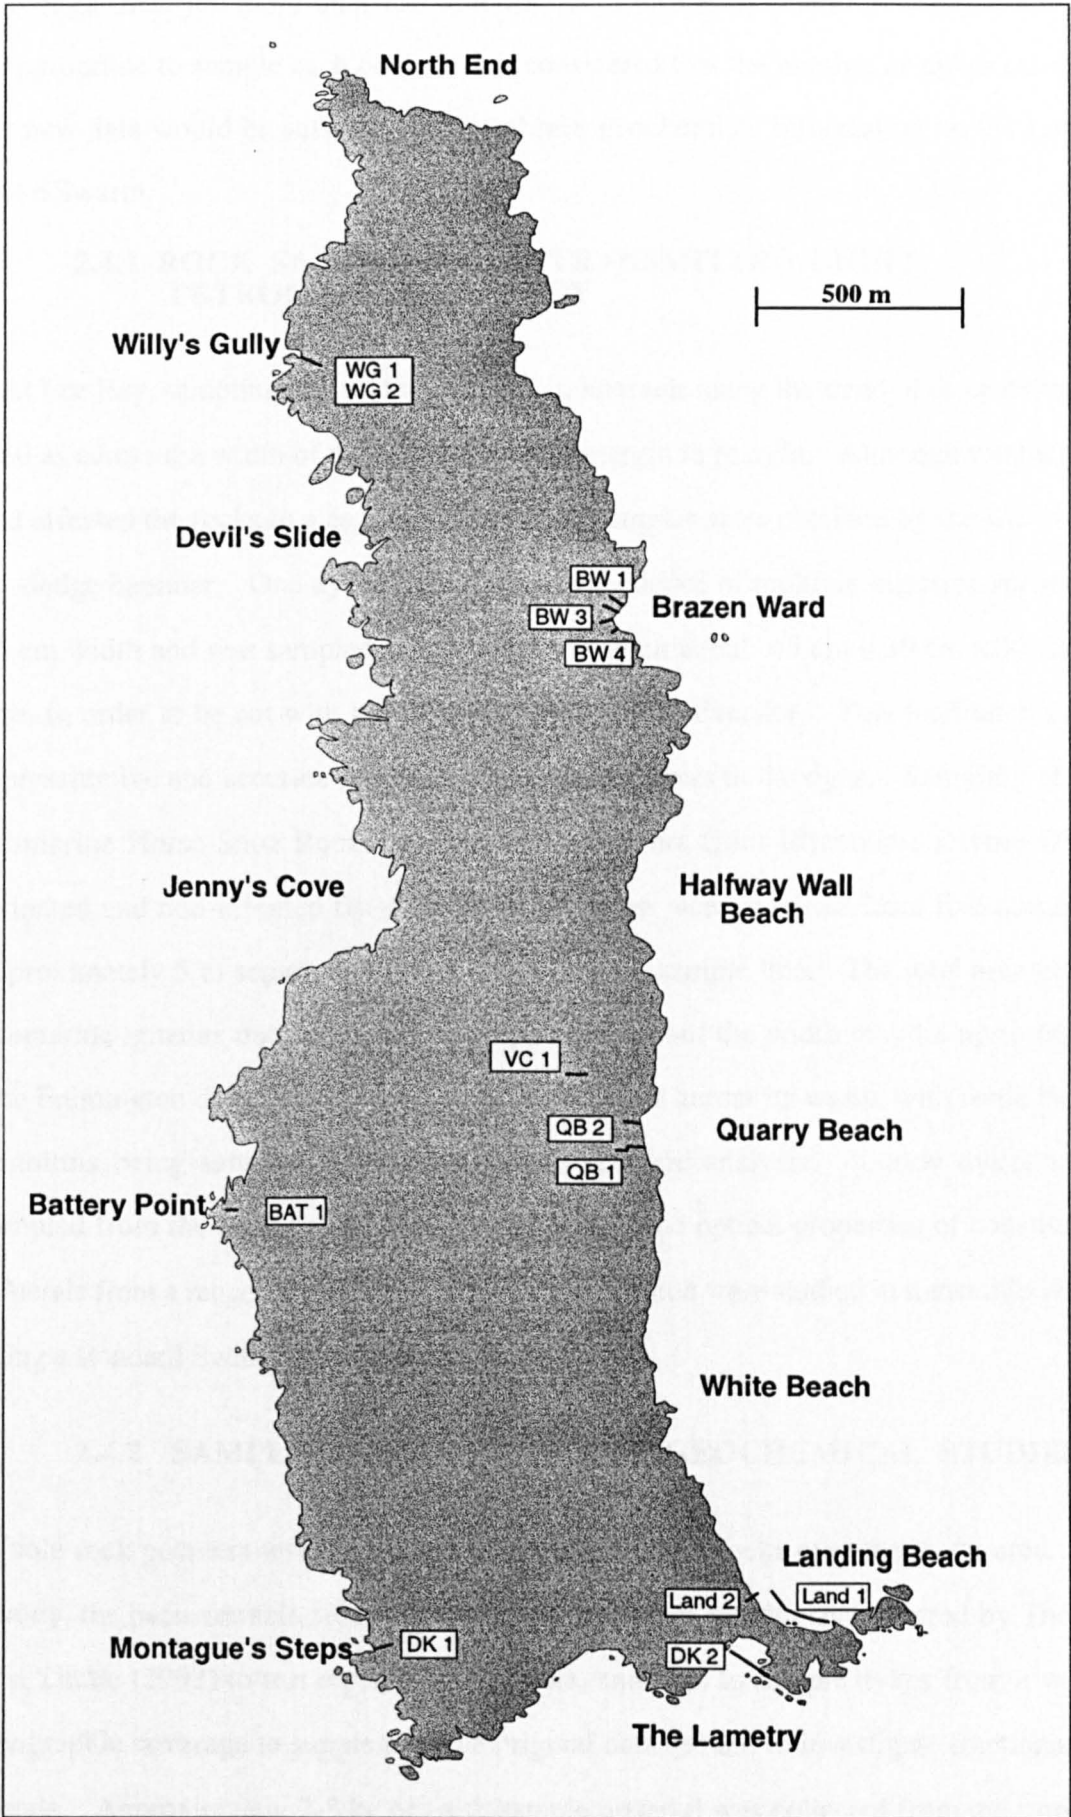 North End
500 m
Willy's Gully
WG 1
WG 2
Devil's Slide
BW 1
BW 3
Brazen Ward
BW 4
Jenny's Cove
Halfway Wall
Beach
VC 1
QB 2
Quarry Beach
QB 1
Battery Point
BAT 1
White Beach
Landing Beach
Land 2
Land 1
Montague's Steps
DK 1
DK 2
The Lametry